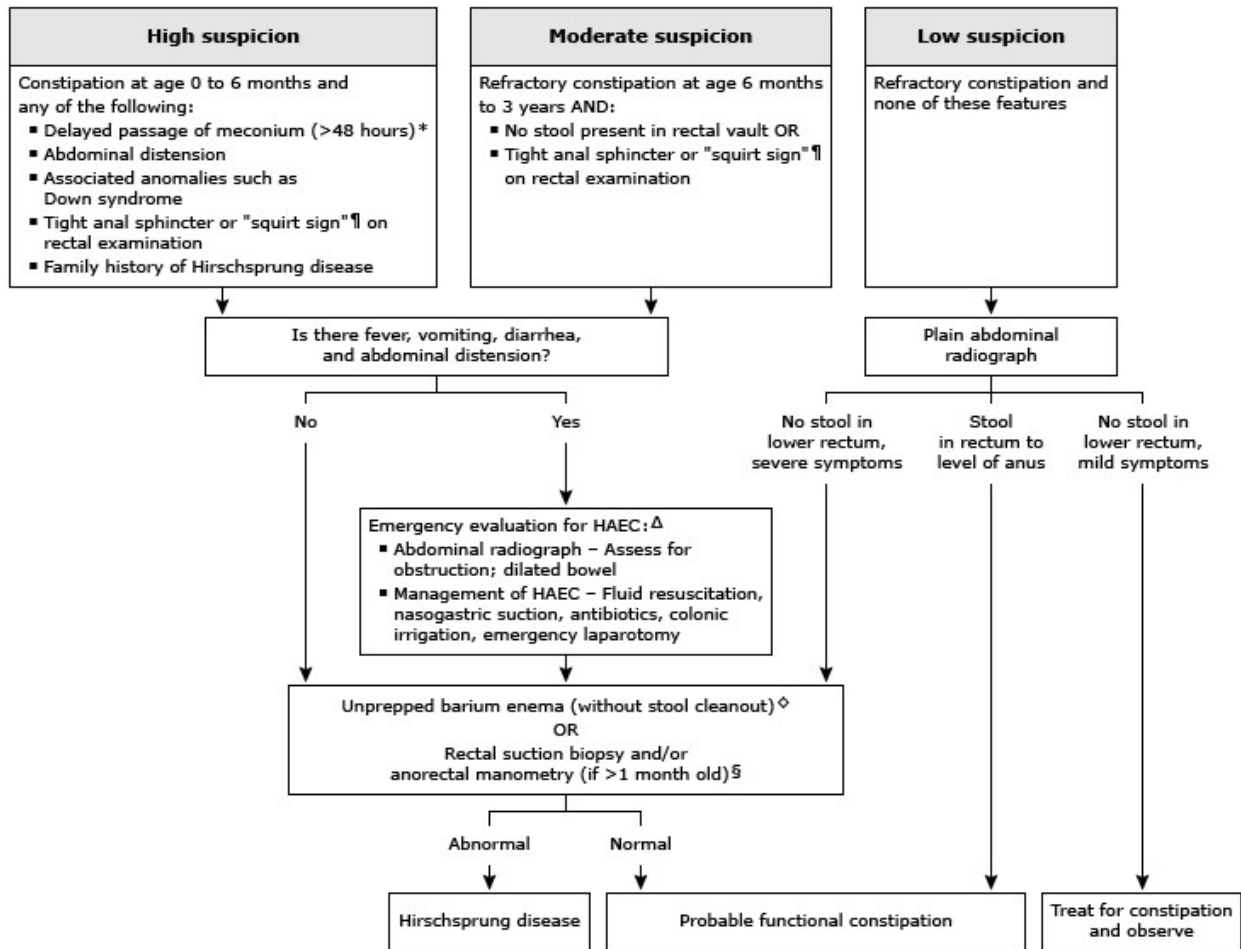 High suspicion
Constipation at age 0 to 6 months and
any of the following:
▪ Delayed passage of meconium (>48 hours)*
▪ Abdominal distension
▪ Associated anomalies such as
Down syndrome
▪ Tight anal sphincter or "squirt sign"¶ on
rectal examination
▪ Family history of Hirschsprung disease
Moderate suspicion
Refractory constipation at age 6 months
to 3 years AND:
▪ No stool present in rectal vault OR
▪ Tight anal sphincter or "squirt sign"¶
on rectal examination
Low suspicion
Refractory constipation and
none of these features
Is there fever, vomiting, diarrhea,
and abdominal distension?
Plain abdominal
radiograph
No
Yes
No stool in
lower rectum,
severe symptoms
Stool
in rectum to
level of anus
No stool in
lower rectum,
mild symptoms
Emergency evaluation for HAEC:Δ
▪ Abdominal radiograph – Assess for
obstruction; dilated bowel
▪ Management of HAEC – Fluid resuscitation,
nasogastric suction, antibiotics, colonic
irrigation, emergency laparotomy
Unprepped barium enema (without stool cleanout)◇
OR
Rectal suction biopsy and/or
anorectal manometry (if >1 month old)§
Abnormal
Normal
Hirschsprung disease
Probable functional constipation
Treat for constipation
and observe